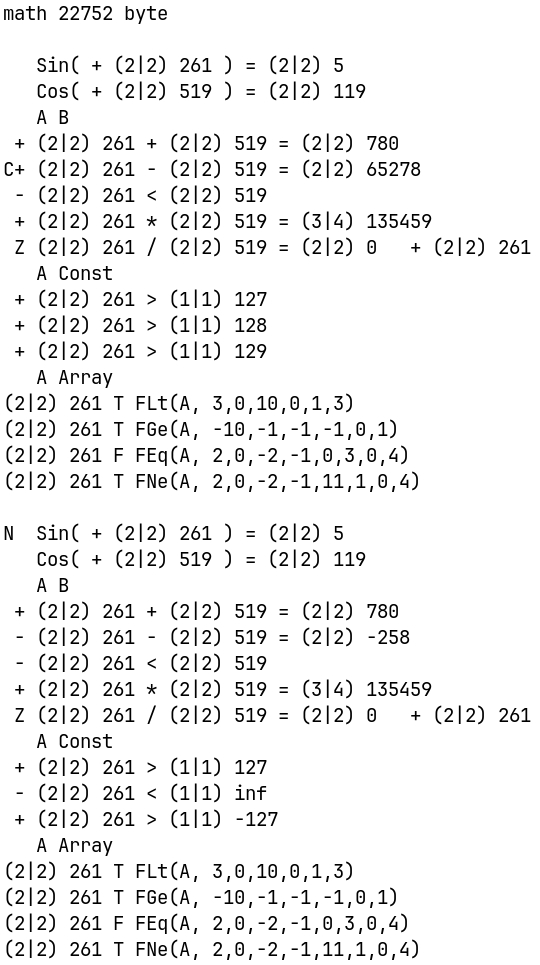 math 22752 byte

   Sin( + (2|2) 261 ) = (2|2) 5
   Cos( + (2|2) 519 ) = (2|2) 119
   A B
 + (2|2) 261 + (2|2) 519 = (2|2) 780
C+ (2|2) 261 - (2|2) 519 = (2|2) 65278
 - (2|2) 261 < (2|2) 519
 + (2|2) 261 * (2|2) 519 = (3|4) 135459
 Z (2|2) 261 / (2|2) 519 = (2|2) 0   + (2|2) 261
   A Const
 + (2|2) 261 > (1|1) 127
 + (2|2) 261 > (1|1) 128
 + (2|2) 261 > (1|1) 129
   A Array
(2|2) 261 T FLt(A, 3,0,10,0,1,3)
(2|2) 261 T FGe(A, -10,-1,-1,-1,0,1)
(2|2) 261 F FEq(A, 2,0,-2,-1,0,3,0,4)
(2|2) 261 T FNe(A, 2,0,-2,-1,11,1,0,4)

N  Sin( + (2|2) 261 ) = (2|2) 5
   Cos( + (2|2) 519 ) = (2|2) 119
   A B
 + (2|2) 261 + (2|2) 519 = (2|2) 780
 - (2|2) 261 - (2|2) 519 = (2|2) -258
 - (2|2) 261 < (2|2) 519
 + (2|2) 261 * (2|2) 519 = (3|4) 135459
 Z (2|2) 261 / (2|2) 519 = (2|2) 0   + (2|2) 261
   A Const
 + (2|2) 261 > (1|1) 127
 - (2|2) 261 < (1|1) inf
 + (2|2) 261 > (1|1) -127
   A Array
(2|2) 261 T FLt(A, 3,0,10,0,1,3)
(2|2) 261 T FGe(A, -10,-1,-1,-1,0,1)
(2|2) 261 F FEq(A, 2,0,-2,-1,0,3,0,4)
(2|2) 261 T FNe(A, 2,0,-2,-1,11,1,0,4)